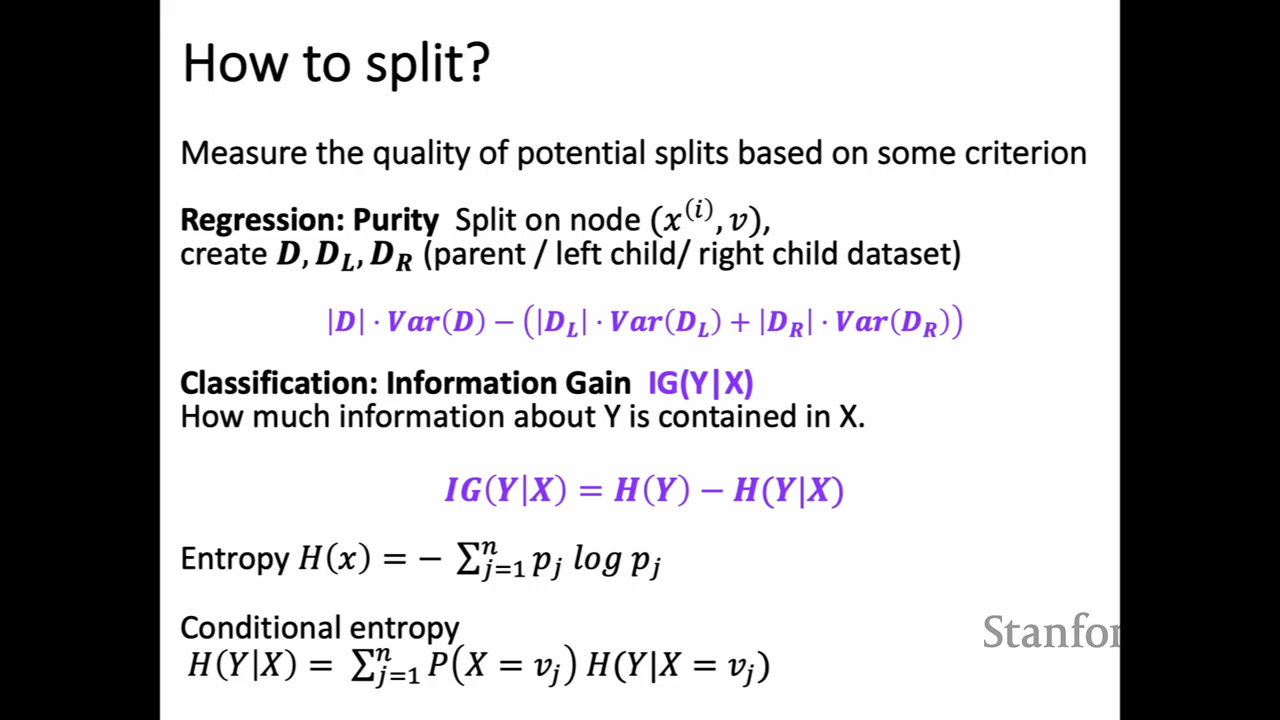 How to split?
Measure the quality of potential splits based on some criterion
Regression: Purity Split on node (x^(i), v),
create D, D_L, D_R (parent / left child/ right child dataset)
|D| · Var(D) − (|D_L| · Var(D_L) + |D_R| · Var(D_R))
Classification: Information Gain IG(Y|X)
How much information about Y is contained in X.
IG(Y|X) = H(Y) − H(Y|X)
Entropy H(x) = − ∑_{j=1}^{n} p_j log p_j
Conditional entropy
H(Y|X) = ∑_{j=1}^{n} P(X = v_j) H(Y|X = v_j)
Stanfor